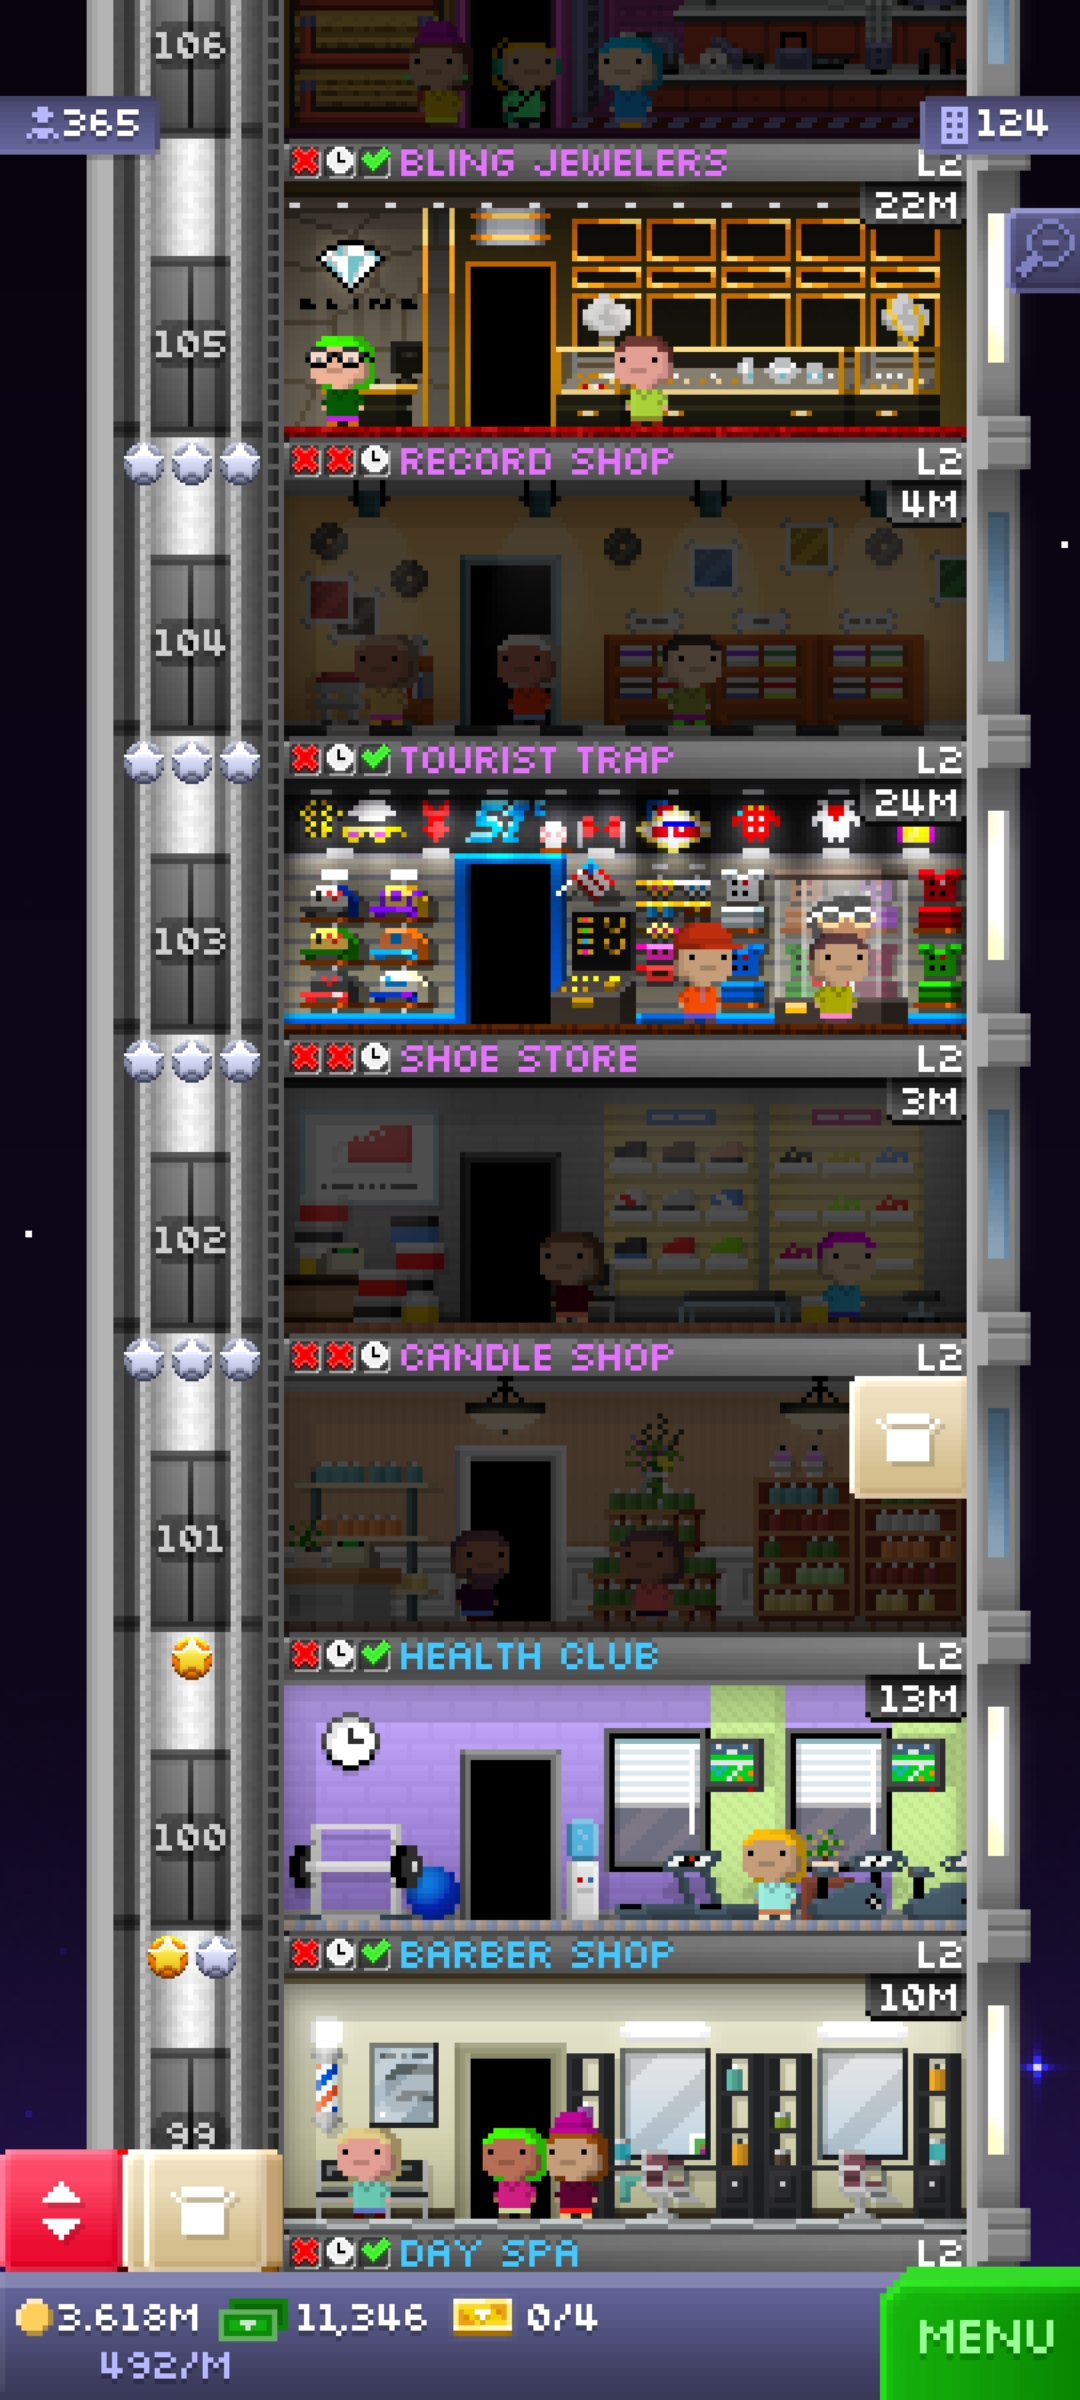 106
365
124
BLING JEWELERS L2
22M
BLING
105
RECORD SHOP L2
4M
104
TOURIST TRAP L2
24M
103
SHOE STORE L2
3M
102
CANDLE SHOP L2
101
HEALTH CLUB L2
13M
100
BARBER SHOP L2
10M
99
DAY SPA L2
3.618M 11,346 0/4
492/M
MENU